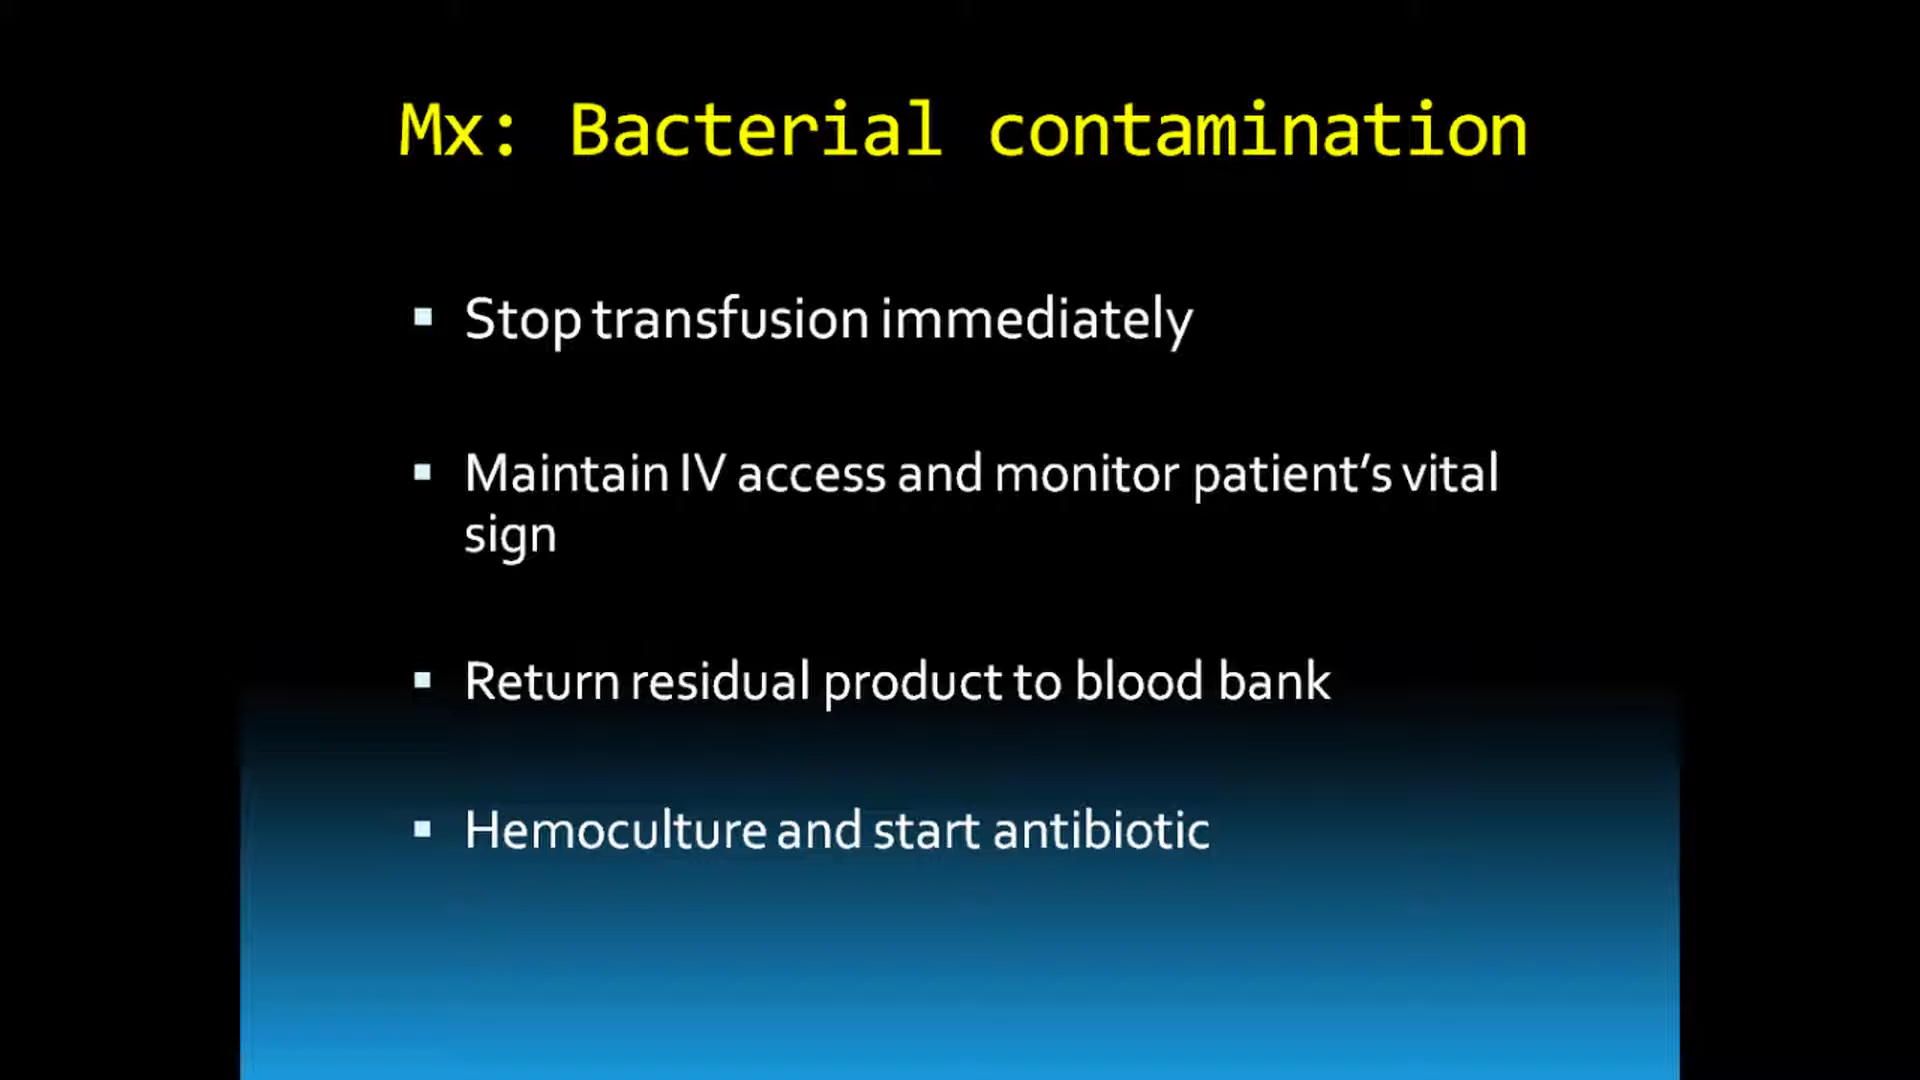 Mx: Bacterial contamination
▪ Stop transfusion immediately
▪ Maintain IV access and monitor patient’s vital
sign
▪ Return residual product to blood bank
▪ Hemoculture and start antibiotic